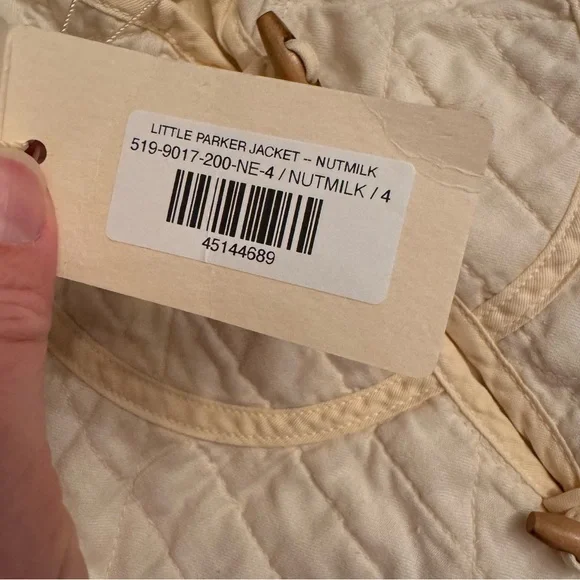 LITTLE PARKER JACKET – NUTMILK
519-9017-200-NE-4 / NUTMILK / 4
45144689